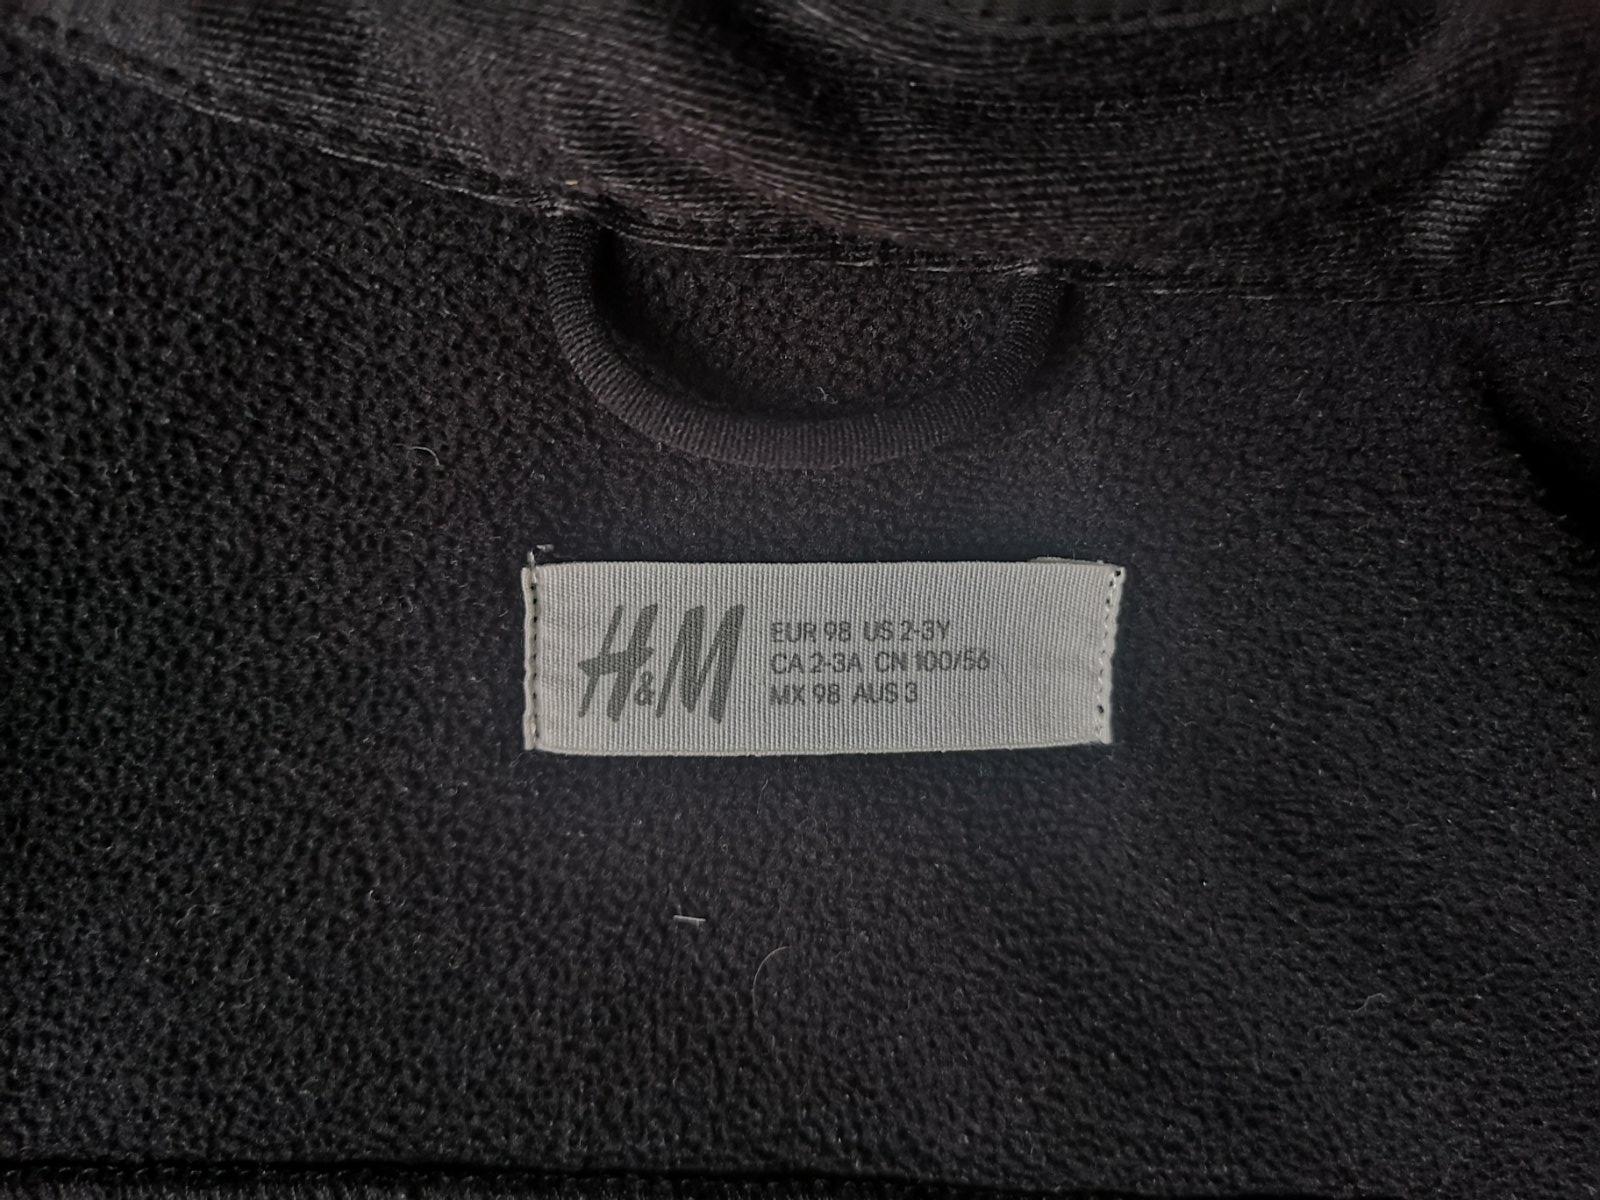 H&M
EUR 98 US 2-3Y
CA 2-3A CN 100/56
MX 98 AUS 3